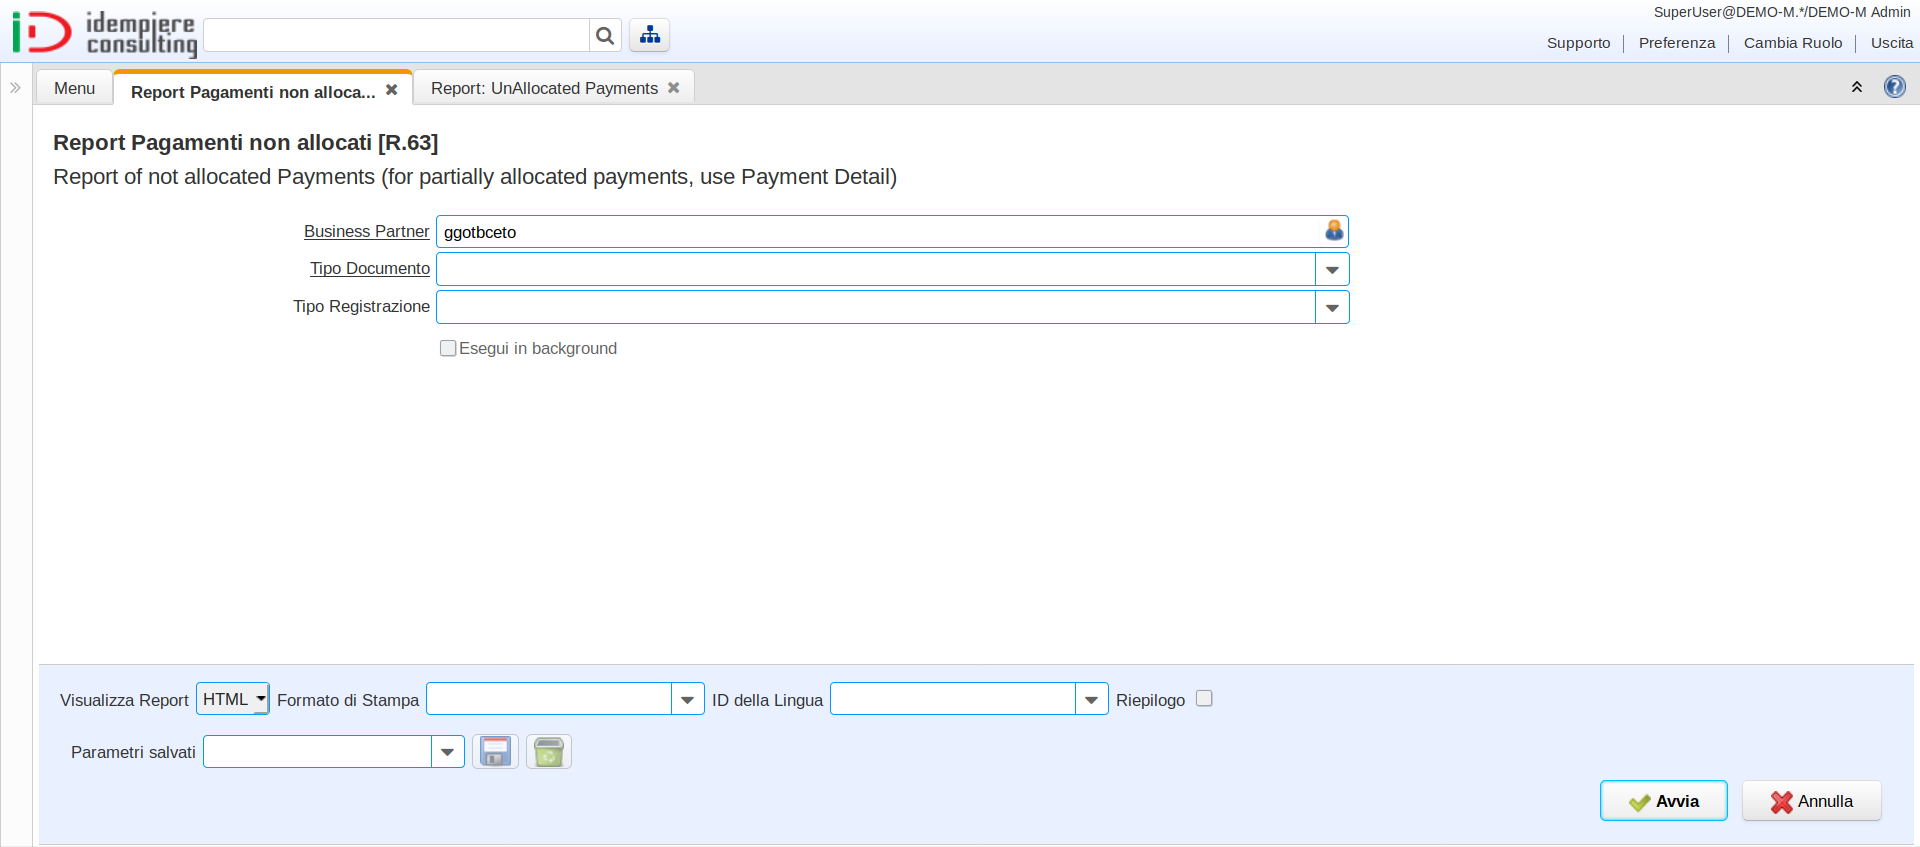 idempiere
consulting
SuperUser@DEMO-M.*/DEMO-M Admin
Supporto
Preferenza
Cambia Ruolo
Uscita
Menu
Report Pagamenti non alloca...
Report: UnAllocated Payments
Report Pagamenti non allocati [R.63]
Report of not allocated Payments (for partially allocated payments, use Payment Detail)
Business Partner
ggotbceto
Tipo Documento
Tipo Registrazione
Esegui in background
Visualizza Report
HTML
Formato di Stampa
ID della Lingua
Riepilogo
Parametri salvati
Avvia
Annulla